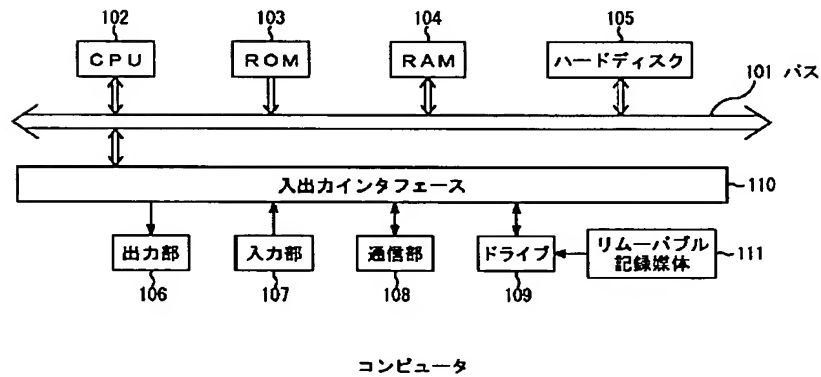 102
103
104
105
CPU
ROM
RAM
ハードディスク
101 バス
入出力インタフェース
110
出力部
入力部
通信部
ドライブ
リムーバブル
記録媒体
111
106
107
108
109
コンピュータ